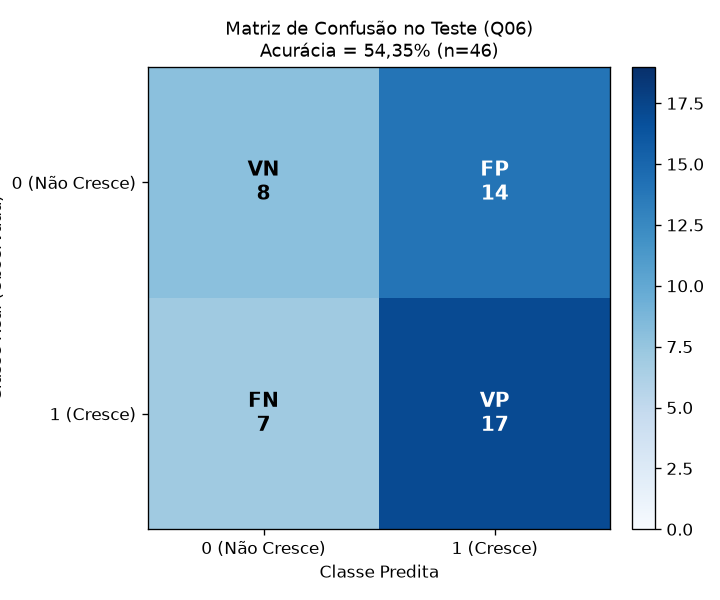 Matriz de Confusão no Teste (Q06)
Acurácia = 54,35% (n=46)
0 (Não Cresce)
VN
8
FP
14
1 (Cresce)
FN
7
VP
17
0 (Não Cresce)
1 (Cresce)
Classe Predita
17.5
15.0
12.5
10.0
7.5
5.0
2.5
0.0